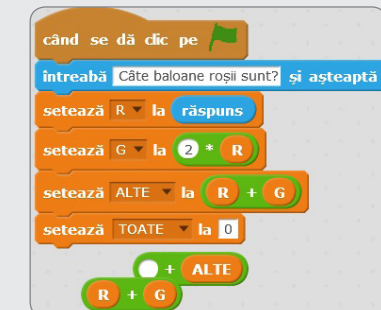 când se dă clic pe
întreabă Câte baloane roșii sunt? și așteaptă
setează R la răspuns
setează G la 2 * R
setează ALTE la R + G
setează TOATE la 0
+ ALTE
R + G